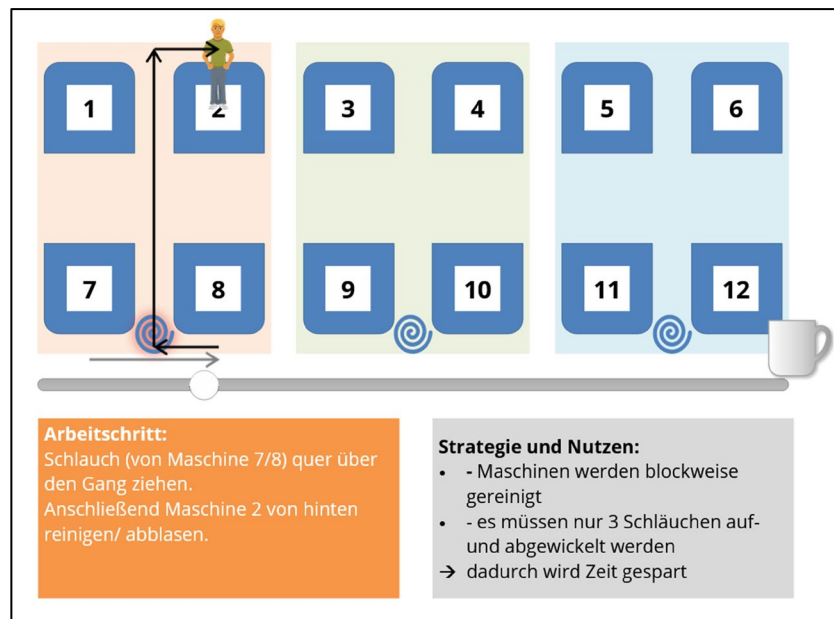 1
2
3
4
5
6
7
8
9
10
11
12
Arbeitschritt:
Schlauch (von Maschine 7/8) quer über
den Gang ziehen.
Anschließend Maschine 2 von hinten
reinigen/ abblasen.
Strategie und Nutzen:
• - Maschinen werden blockweise
gereinigt
• - es müssen nur 3 Schläuchen auf-
und abgewickelt werden
→ dadurch wird Zeit gespart